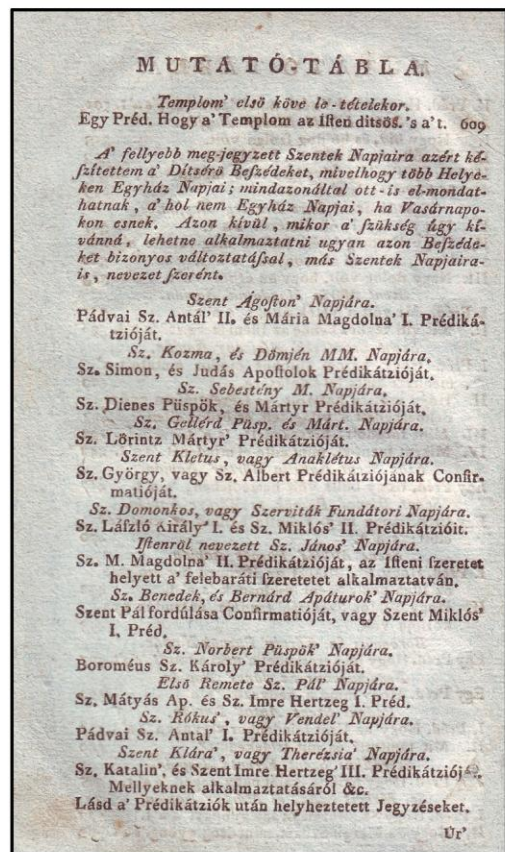 MUTATÓ-TÁBLA.
Templom' elsö köve le-tételekor.
Egy Préd. Hogy a' Templom az Iſten ditsöſ. 's a't. 609
A' fellyebb meg-jegyzett Szentek Napjaira azért ké-
ſzítettem a' Ditsérö Beſzédeket, mivelhogy több Helye-
ken Egyház Napjai; mindazonáltal ott-is el-mondat-
hatnak, a' hol nem Egyház Napjai, ha Vasárnapo-
kon esnek. Azon kívül, mikor a' ſzükség úgy kí-
vánná, lehetne alkalmaztatni ugyan azon Beſzéde-
ket bizonyos változtatáſsal, más Szentek Napjaira-
is, nevezet ſzerént.
Szent Ágoſton' Napjára.
Pádvai Sz. Antál' II. és Mária Magdolna' I. Prédiká-
tzióját.
Sz. Kozma, és Dömjén MM. Napjára.
Sz. Simon, és Judás Apoſtolok Prédikátzióját.
Sz. Sebestény M. Napjára.
Sz. Dienes Püspök, és Mártyr Prédikátzióját.
Sz. Gellérd Püsp. és Márt. Napjára.
Sz. Lörintz Mártyr' Prédikátzióját.
Szent Kletus, vagy Anaklétus Napjára.
Sz. György, vagy Sz. Albert Prédikátziójának Confir-
matióját.
Sz. Domonkos, vagy Szerviták Fundátori Napjára.
Sz. Láſzló Király' I. és Sz. Miklós' II. Prédikátzióit.
Iſtenröl nevezett Sz. János' Napjára.
Sz. M. Magdolna' II. Prédikátzióját, az Iſteni ſzeretet
helyett a' felebaráti ſzeretetet alkalmaztatván.
Sz. Benedek, és Bernárd Apáturok' Napjára.
Szent Pál fordúlása Confirmatióját, vagy Szent Miklós'
I. Préd.
Sz. Norbert Püspök' Napjára.
Boroméus Sz. Károly' Prédikátzióját.
Elsö Remete Sz. Pál' Napjára.
Sz. Mátyás Ap. és Sz. Imre Hertzeg I. Préd.
Sz. Rókus', vagy Vendel' Napjára.
Pádvai Sz. Antal' I. Prédikátzióját.
Szent Klára', vagy Therézsia' Napjára.
Sz. Katalin', és Szent Imre Hertzeg' III.
Mellyeknek alkalmaztatásáról &c.
Lásd a' Prédikátziók után helyheztetett Jegyzéseket.
Úr'